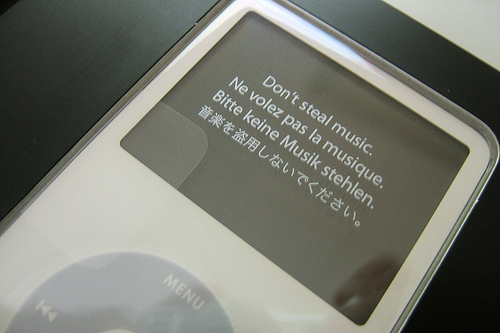 Don't steal music.
Ne volez pas la musique.
Bitte keine Musik stehlen.
音楽を盗用しないでください。
MENU